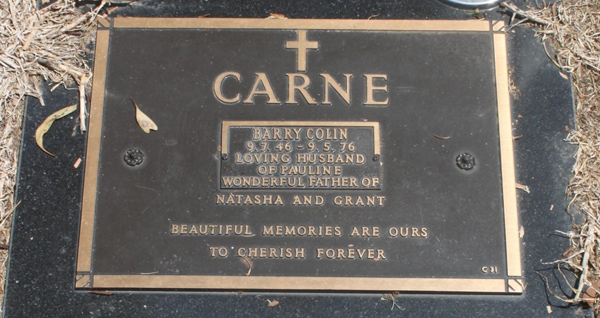 CARNE
BARRY COLIN
9.7.46 - 9.5.76
LOVING HUSBAND
OF PAULINE
WONDERFUL FATHER OF
NATASHA AND GRANT
BEAUTIFUL MEMORIES ARE OURS
TO CHERISH FOREVER